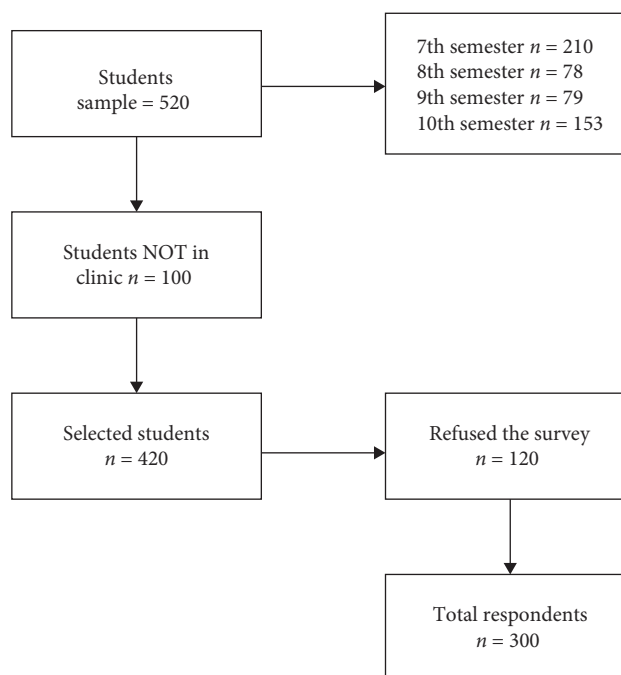 Students
sample = 520
7th semester n = 210
8th semester n = 78
9th semester n = 79
10th semester n = 153
Students NOT in
clinic n = 100
Selected students
n = 420
Refused the survey
n = 120
Total respondents
n = 300